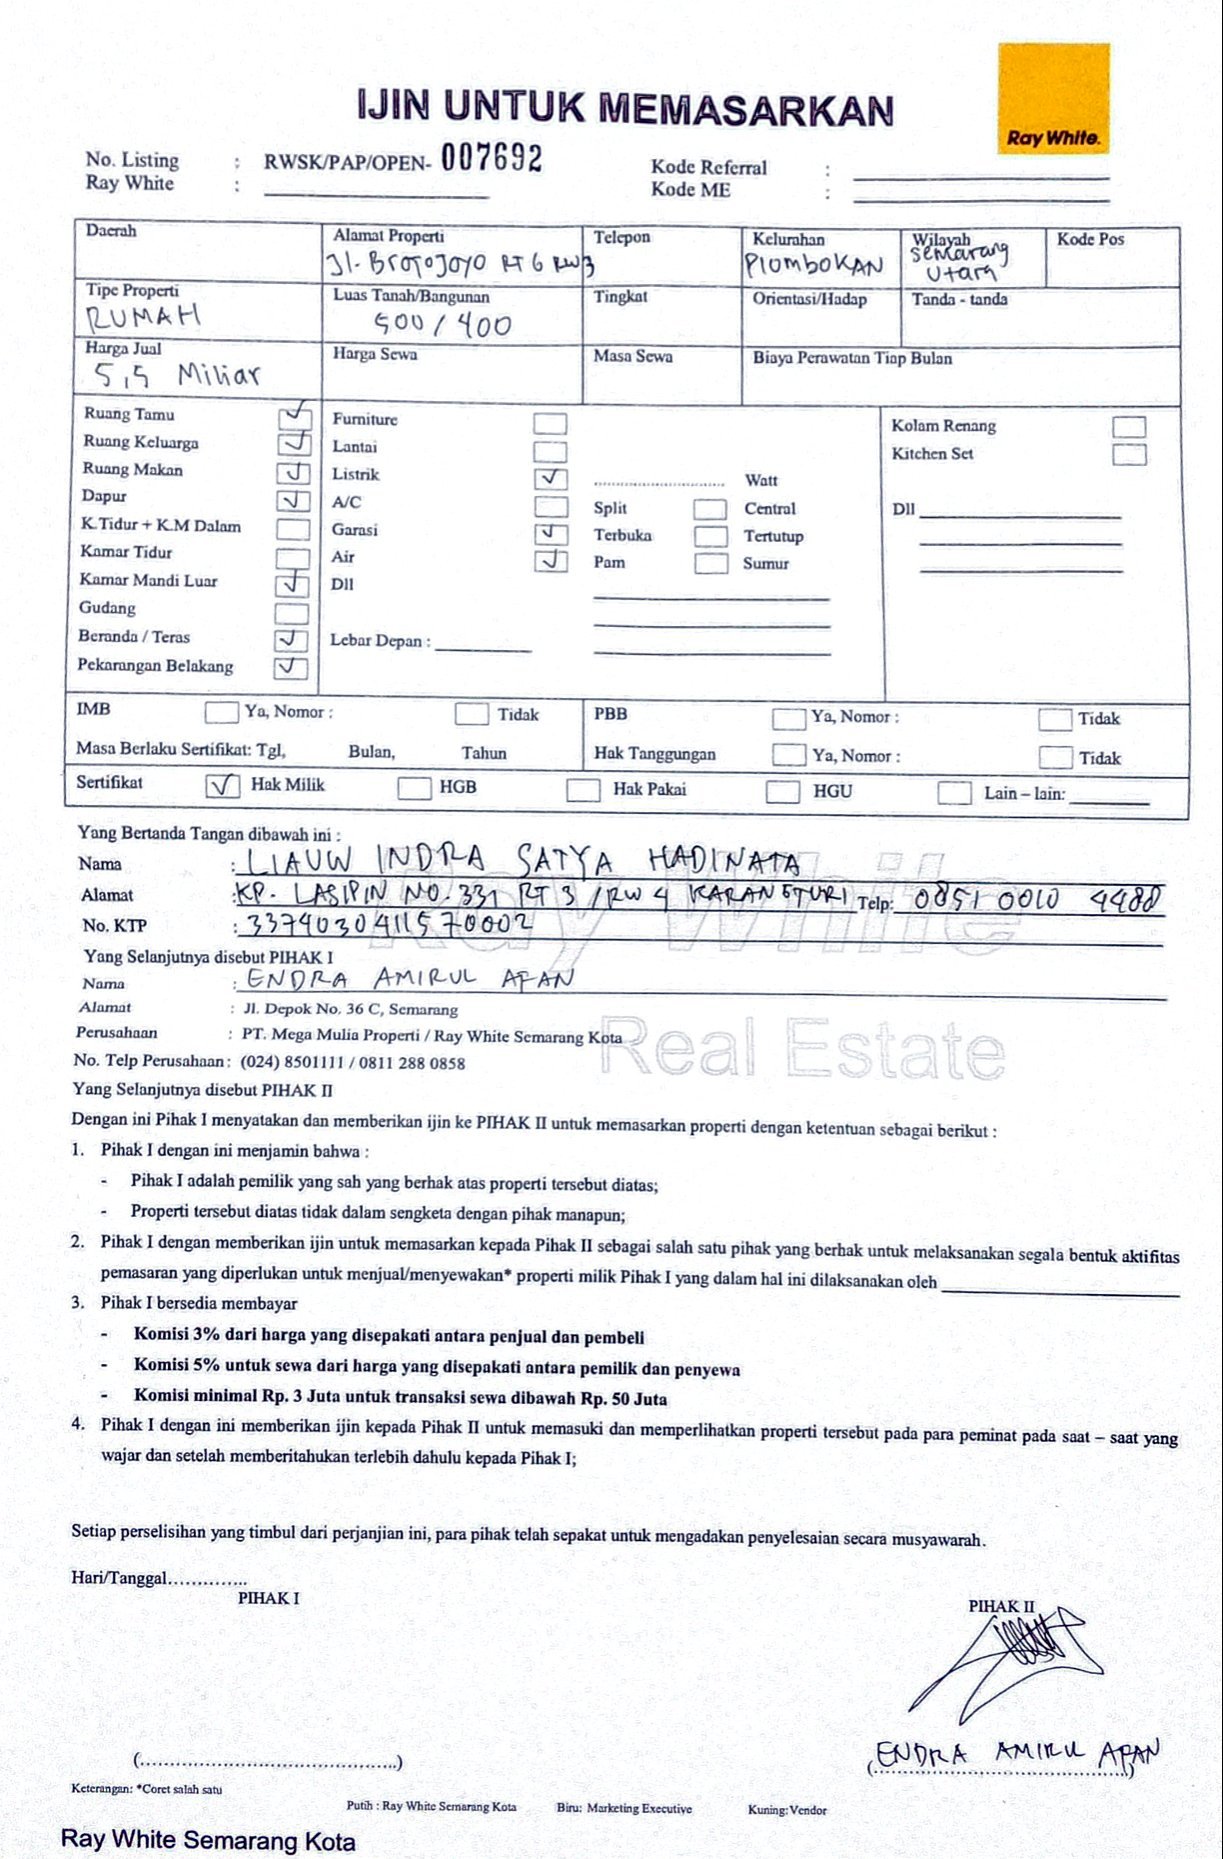 IJIN UNTUK MEMASARKAN
Ray White.
No. Listing : RWSK/PAP/OPEN- 007692
Kode Referral :
Ray White :
Kode ME :
Daerah
Alamat Properti
Telepon
Kelurahan
Wilayah
Kode Pos
Jl. Brotojoyo RT 6 RW 3
PlombokAN
Semarang
Utara
Tipe Properti
Luas Tanah/Bangunan
Tingkat
Orientasi/Hadap
Tanda - tanda
RUMAH
500 / 400
Harga Jual
Harga Sewa
Masa Sewa
Biaya Perawatan Tiap Bulan
5,5 Miliar
Ruang Tamu
Ruang Keluarga
Ruang Makan
Dapur
K.Tidur + K.M Dalam
Kamar Tidur
Kamar Mandi Luar
Gudang
Beranda / Teras
Pekarangan Belakang
Furniture
Lantai
Listrik ........................ Watt
A/C Split Central
Garasi Terbuka Tertutup
Air Pam Sumur
Dll
Lebar Depan :
Kolam Renang
Kitchen Set
Dll
IMB Ya, Nomor : Tidak
PBB Ya, Nomor : Tidak
Masa Berlaku Sertifikat: Tgl, Bulan, Tahun
Hak Tanggungan Ya, Nomor : Tidak
Sertifikat Hak Milik HGB Hak Pakai HGU Lain – lain:
Yang Bertanda Tangan dibawah ini :
Nama : LIAUW INDRA SATYA HADINATA
Alamat : KP. LASIPIN NO. 331 RT 3 / RW 4 KARANGTURI Telp: 0851 0010 4488
No. KTP : 3374030411570002
Ray White
Yang Selanjutnya disebut PIHAK I
Nama : ENDRA AMIRUL AFAN
Alamat : Jl. Depok No. 36 C, Semarang
Perusahaan : PT. Mega Mulia Properti / Ray White Semarang Kota
Real Estate
No. Telp Perusahaan : (024) 8501111 / 0811 288 0858
Yang Selanjutnya disebut PIHAK II
Dengan ini Pihak I menyatakan dan memberikan ijin ke PIHAK II untuk memasarkan properti dengan ketentuan sebagai berikut :
1. Pihak I dengan ini menjamin bahwa :
- Pihak I adalah pemilik yang sah yang berhak atas properti tersebut diatas;
- Properti tersebut diatas tidak dalam sengketa dengan pihak manapun;
2. Pihak I dengan memberikan ijin untuk memasarkan kepada Pihak II sebagai salah satu pihak yang berhak untuk melaksanakan segala bentuk aktifitas
pemasaran yang diperlukan untuk menjual/menyewakan* properti milik Pihak I yang dalam hal ini dilaksanakan oleh
3. Pihak I bersedia membayar
- Komisi 3% dari harga yang disepakati antara penjual dan pembeli
- Komisi 5% untuk sewa dari harga yang disepakati antara pemilik dan penyewa
- Komisi minimal Rp. 3 Juta untuk transaksi sewa dibawah Rp. 50 Juta
4. Pihak I dengan ini memberikan ijin kepada Pihak II untuk memasuki dan memperlihatkan properti tersebut pada para peminat pada saat – saat yang
wajar dan setelah memberitahukan terlebih dahulu kepada Pihak I;
Setiap perselisihan yang timbul dari perjanjian ini, para pihak telah sepakat untuk mengadakan penyelesaian secara musyawarah.
Hari/Tanggal..............
PIHAK I
PIHAK II
ENDRA AMIRUL AFAN
(............................................)
(............................................)
Keterangan: *Coret salah satu
Putih : Ray White Semarang Kota Biru: Marketing Executive Kuning: Vendor
Ray White Semarang Kota